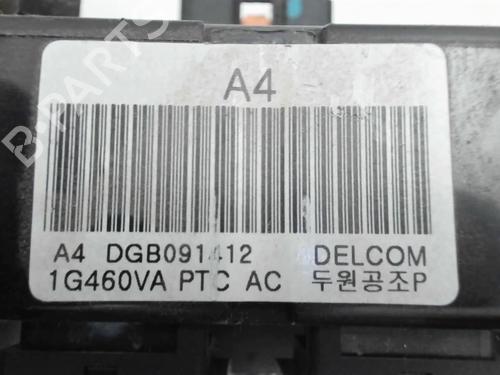 A4
A4 DGB091412 DELCOM
1G460VA PTC AC 두원공조P
B-PARTS